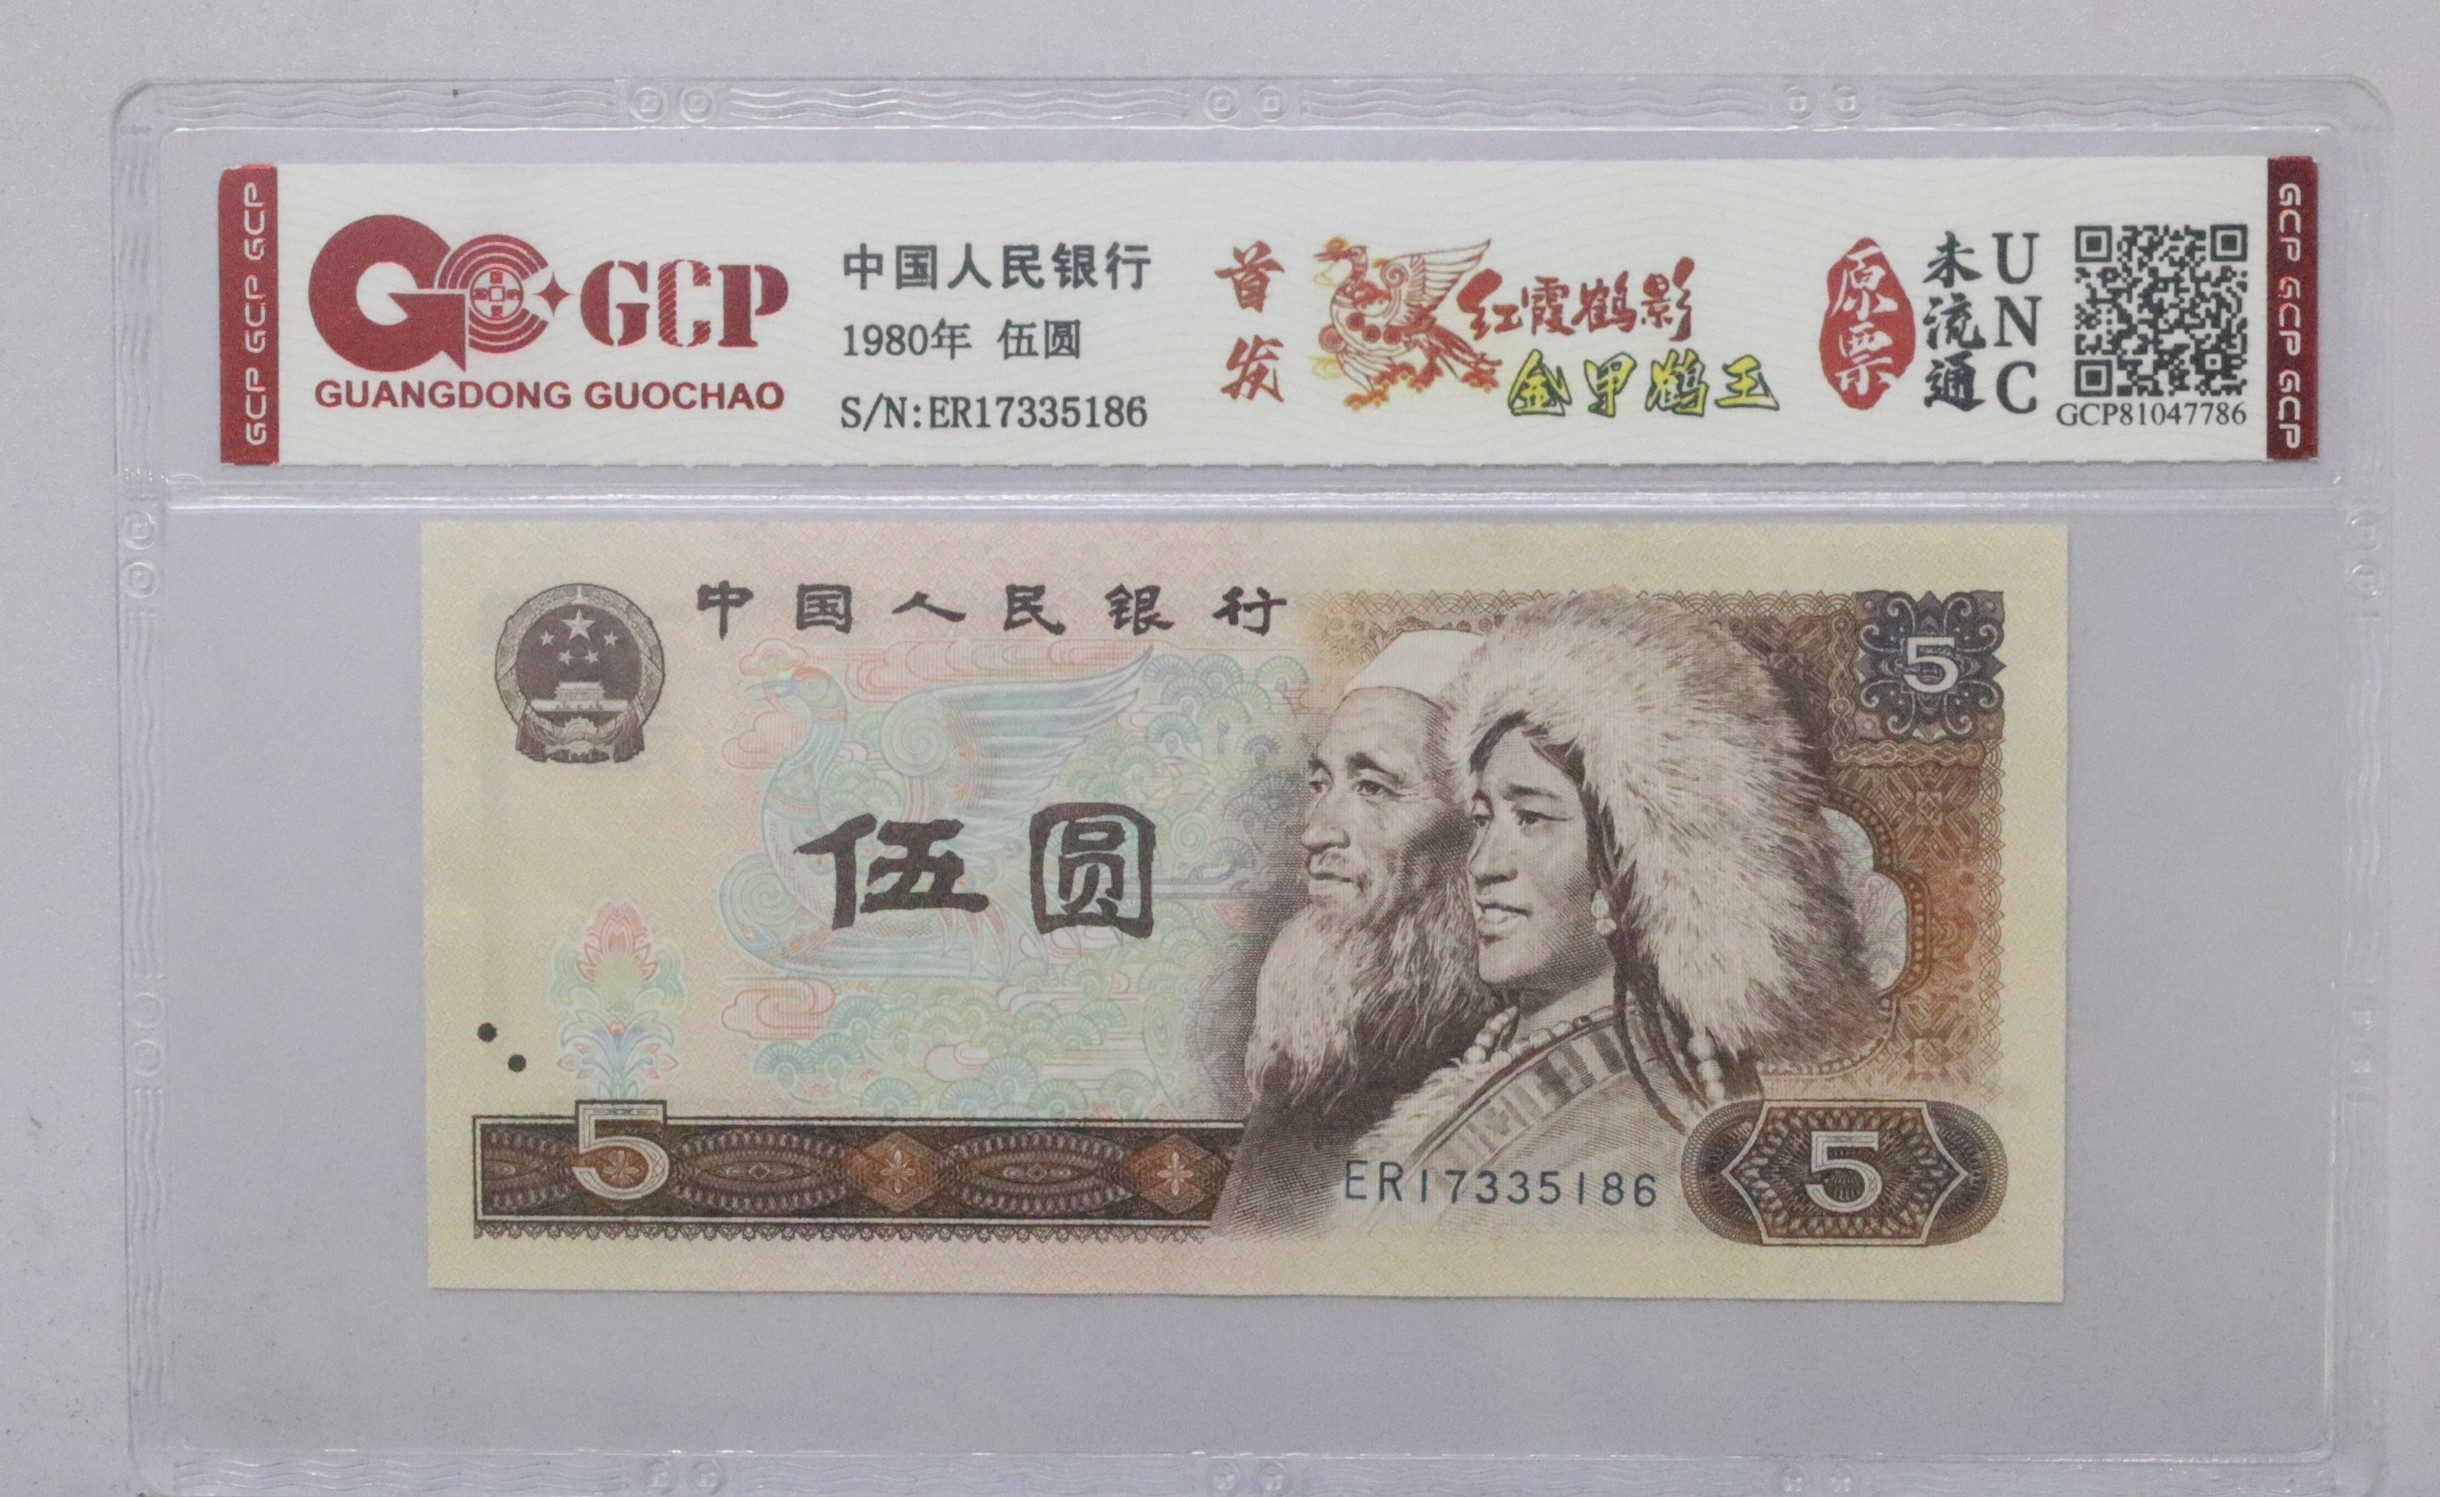 GCP GCP GCP
GCP
GUANGDONG GUOCHAO
中国人民银行
1980年 伍圆
S/N:ER17335186
首发
红霞鹤影
金甲鹤王
原票
未流通
UNC
GCP81047786
GCP GCP GCP
中国人民银行
5
伍圆
5
ER17335186
5